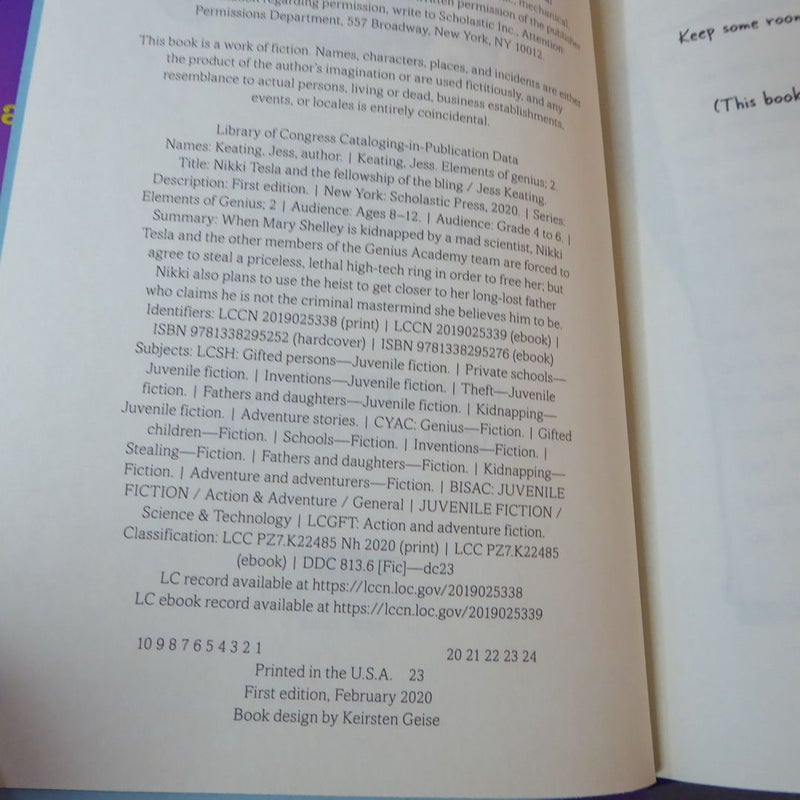 written permission of the publisher
regarding permission, write to Scholastic Inc., Attention
Permissions Department, 557 Broadway, New York, NY 10012.
This book is a work of fiction. Names, characters, places, and incidents are either
the product of the author's imagination or are used fictitiously, and any
resemblance to actual persons, living or dead, business establishments,
events, or locales is entirely coincidental.
Library of Congress Cataloging-in-Publication Data
Names: Keating, Jess, author. | Keating, Jess. Elements of genius; 2.
Title: Nikki Tesla and the fellowship of the bling / Jess Keating.
Description: First edition. | New York: Scholastic Press, 2020. | Series:
Elements of Genius; 2 | Audience: Ages 8–12. | Audience: Grade 4 to 6. |
Summary: When Mary Shelley is kidnapped by a mad scientist, Nikki
Tesla and the other members of the Genius Academy team are forced to
agree to steal a priceless, lethal high-tech ring in order to free her; but
Nikki also plans to use the heist to get closer to her long-lost father
who claims he is not the criminal mastermind she believes him to be.
Identifiers: LCCN 2019025338 (print) | LCCN 2019025339 (ebook) |
ISBN 9781338295252 (hardcover) | ISBN 9781338295276 (ebook)
Subjects: LCSH: Gifted persons—Juvenile fiction. | Private schools—
Juvenile fiction. | Inventions—Juvenile fiction. | Theft—Juvenile
fiction. | Fathers and daughters—Juvenile fiction. | Kidnapping—
Juvenile fiction. | Adventure stories. | CYAC: Genius—Fiction. | Gifted
children—Fiction. | Schools—Fiction. | Inventions—Fiction. |
Stealing—Fiction. | Fathers and daughters—Fiction. | Kidnapping—
Fiction. | Adventure and adventurers—Fiction. | BISAC: JUVENILE
FICTION / Action & Adventure / General | JUVENILE FICTION /
Science & Technology | LCGFT: Action and adventure fiction.
Classification: LCC PZ7.K22485 Nh 2020 (print) | LCC PZ7.K22485
(ebook) | DDC 813.6 [Fic]—dc23
LC record available at https://lccn.loc.gov/2019025338
LC ebook record available at https://lccn.loc.gov/2019025339
10 9 8 7 6 5 4 3 2 1 20 21 22 23 24
Printed in the U.S.A. 23
First edition, February 2020
Book design by Keirsten Geise
Keep some room
(This book